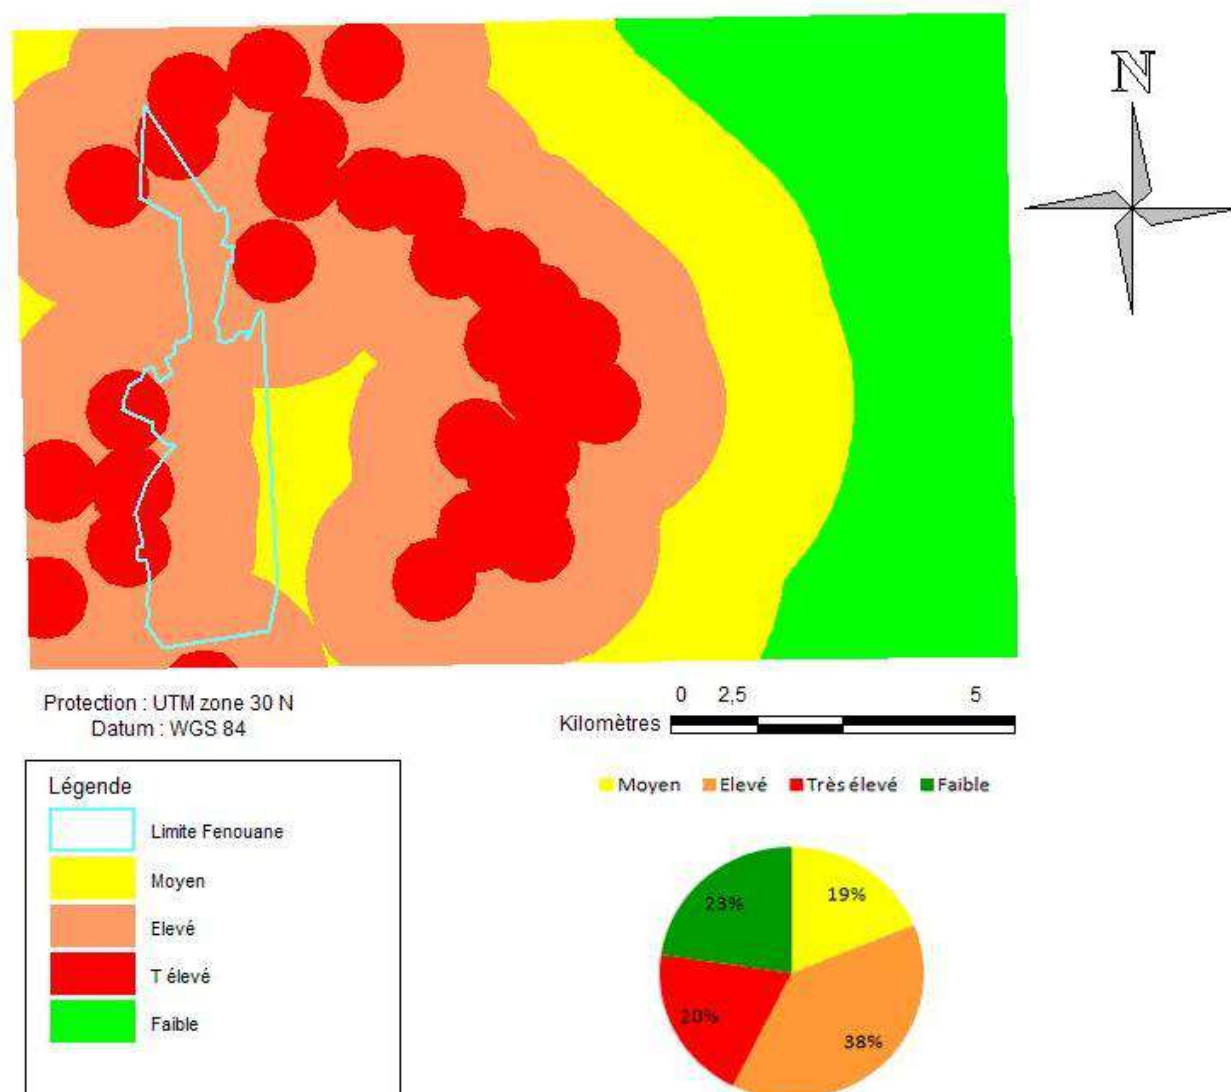 N
Protection : UTM zone 30 N
Datum : WGS 84
0 2,5 5
Kilomètres
Légende
Limite Fenouane
Moyen
Elevé
T élevé
Faible
Moyen Elevé Très élevé Faible
23% 19%
20%
38%